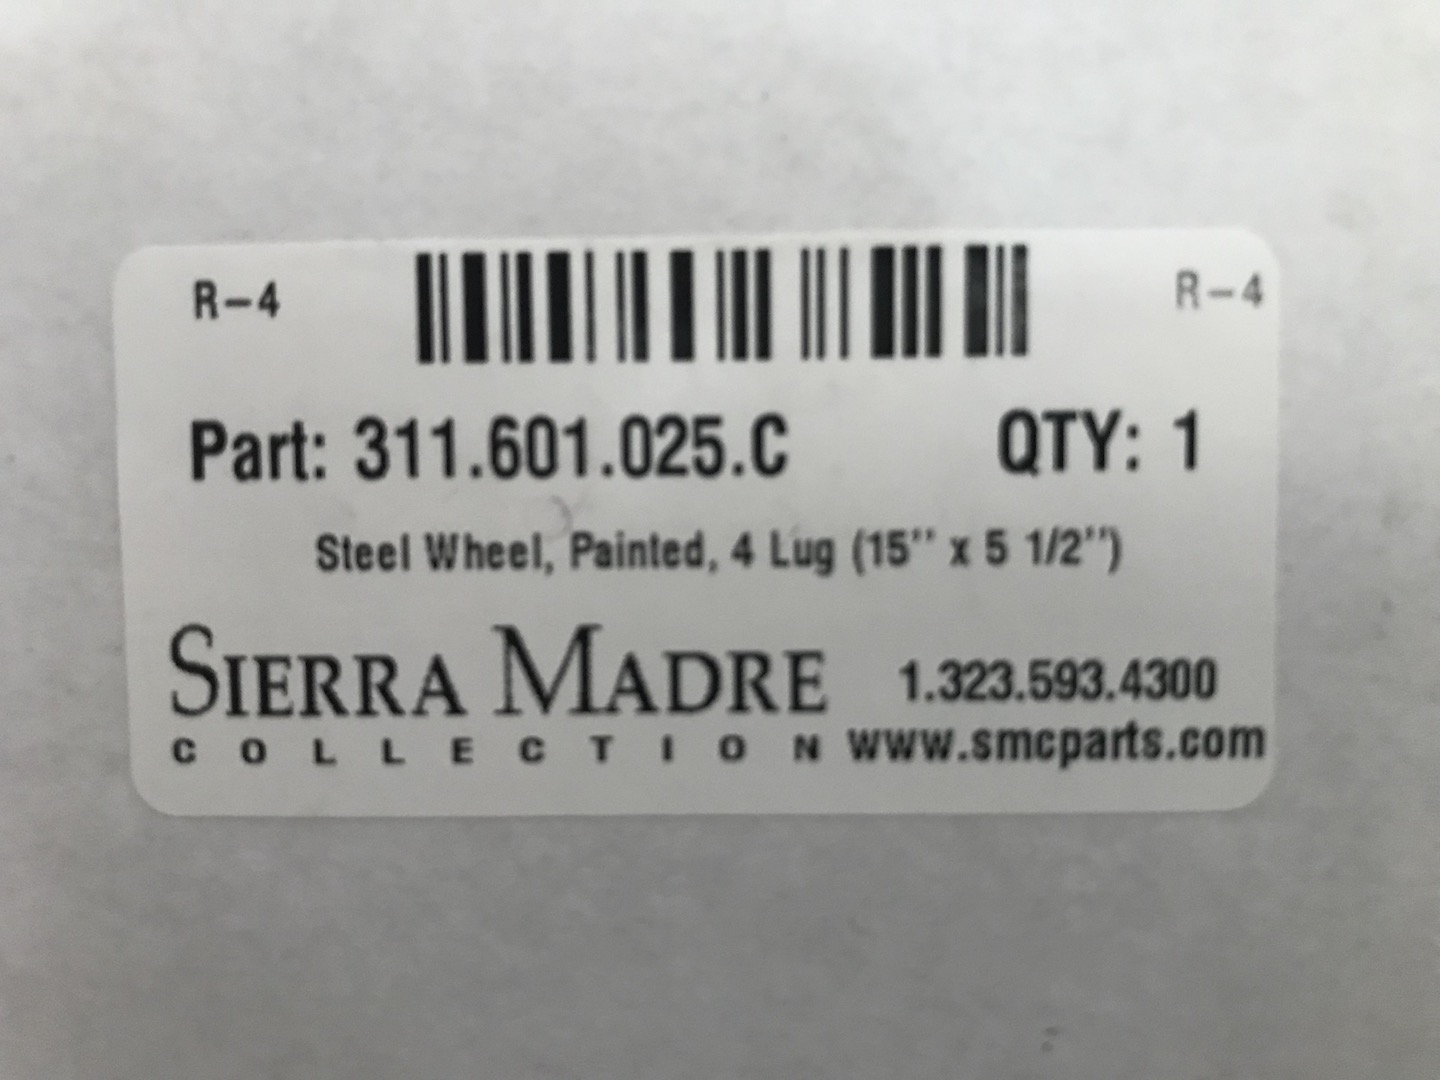 R-4 R-4
Part: 311.601.025.C QTY: 1
Steel Wheel, Painted, 4 Lug (15" x 5 1/2")
SIERRA MADRE 1.323.593.4300
COLLECTION www.smcparts.com